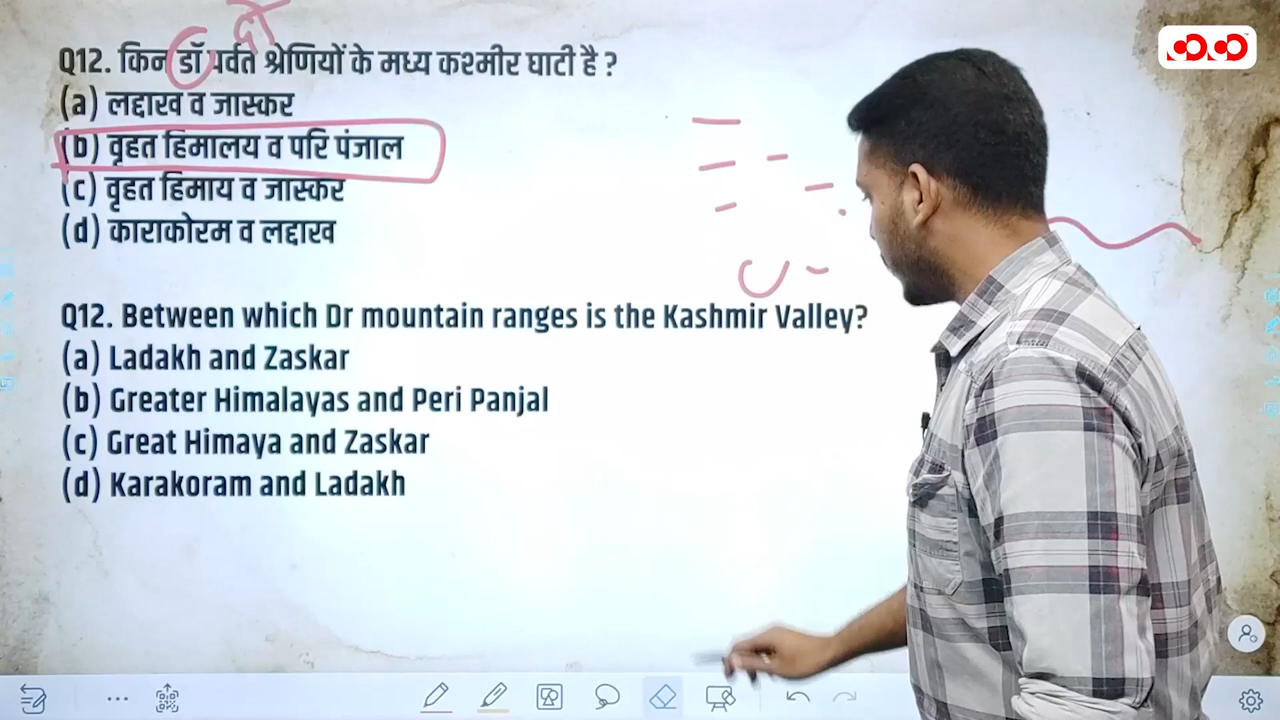 दो
Q12. किन डॉ पर्वत श्रेणियों के मध्य कश्मीर घाटी है ?
(a) लद्दाख व जास्कर
(b) वृहत हिमालय व परि पंजाल
(c) वृहत हिमाय व जास्कर
(d) काराकोरम व लद्दाख
Q12. Between which Dr mountain ranges is the Kashmir Valley?
(a) Ladakh and Zaskar
(b) Greater Himalayas and Peri Panjal
(c) Great Himaya and Zaskar
(d) Karakoram and Ladakh